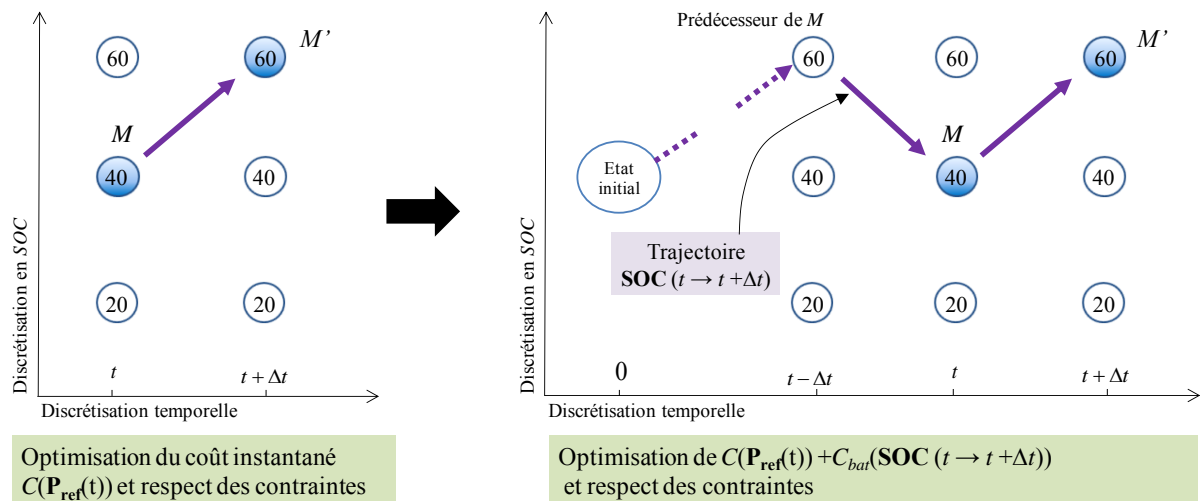 Discrétisation en SOC
60
60
M'
M
40
40
20
20
t
t + Δt
Discrétisation temporelle
Optimisation du coût instantané
C(Pref(t)) et respect des contraintes
Discrétisation en SOC
Prédécesseur de M
60
60
60
M'
Etat
initial
M
40
40
40
Trajectoire
SOC (t → t +Δt)
20
20
20
0
t – Δt
t
t + Δt
Discrétisation temporelle
Optimisation de C(Pref(t)) +Cbat(SOC (t → t +Δt))
et respect des contraintes